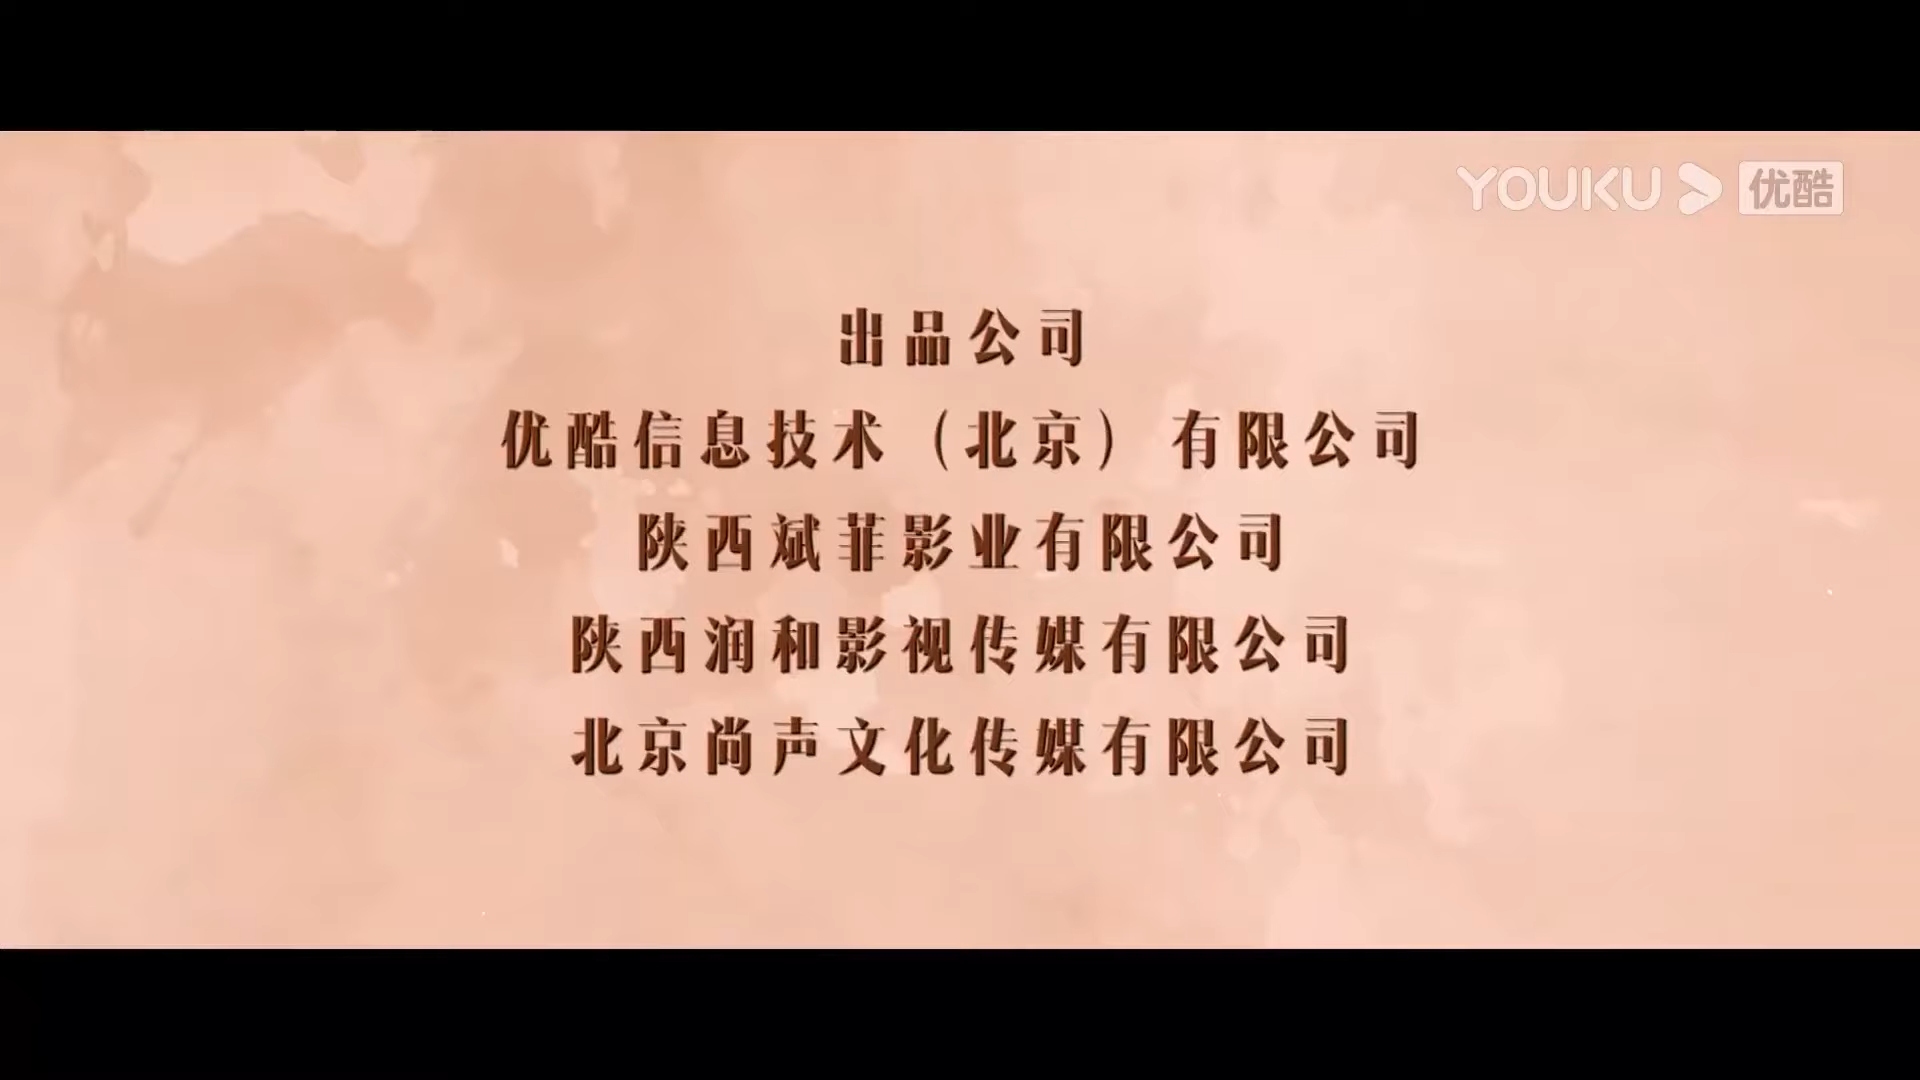 YOUKU 优酷
出品公司
优酷信息技术（北京）有限公司
陕西斌菲影业有限公司
陕西润和影视传媒有限公司
北京尚声文化传媒有限公司